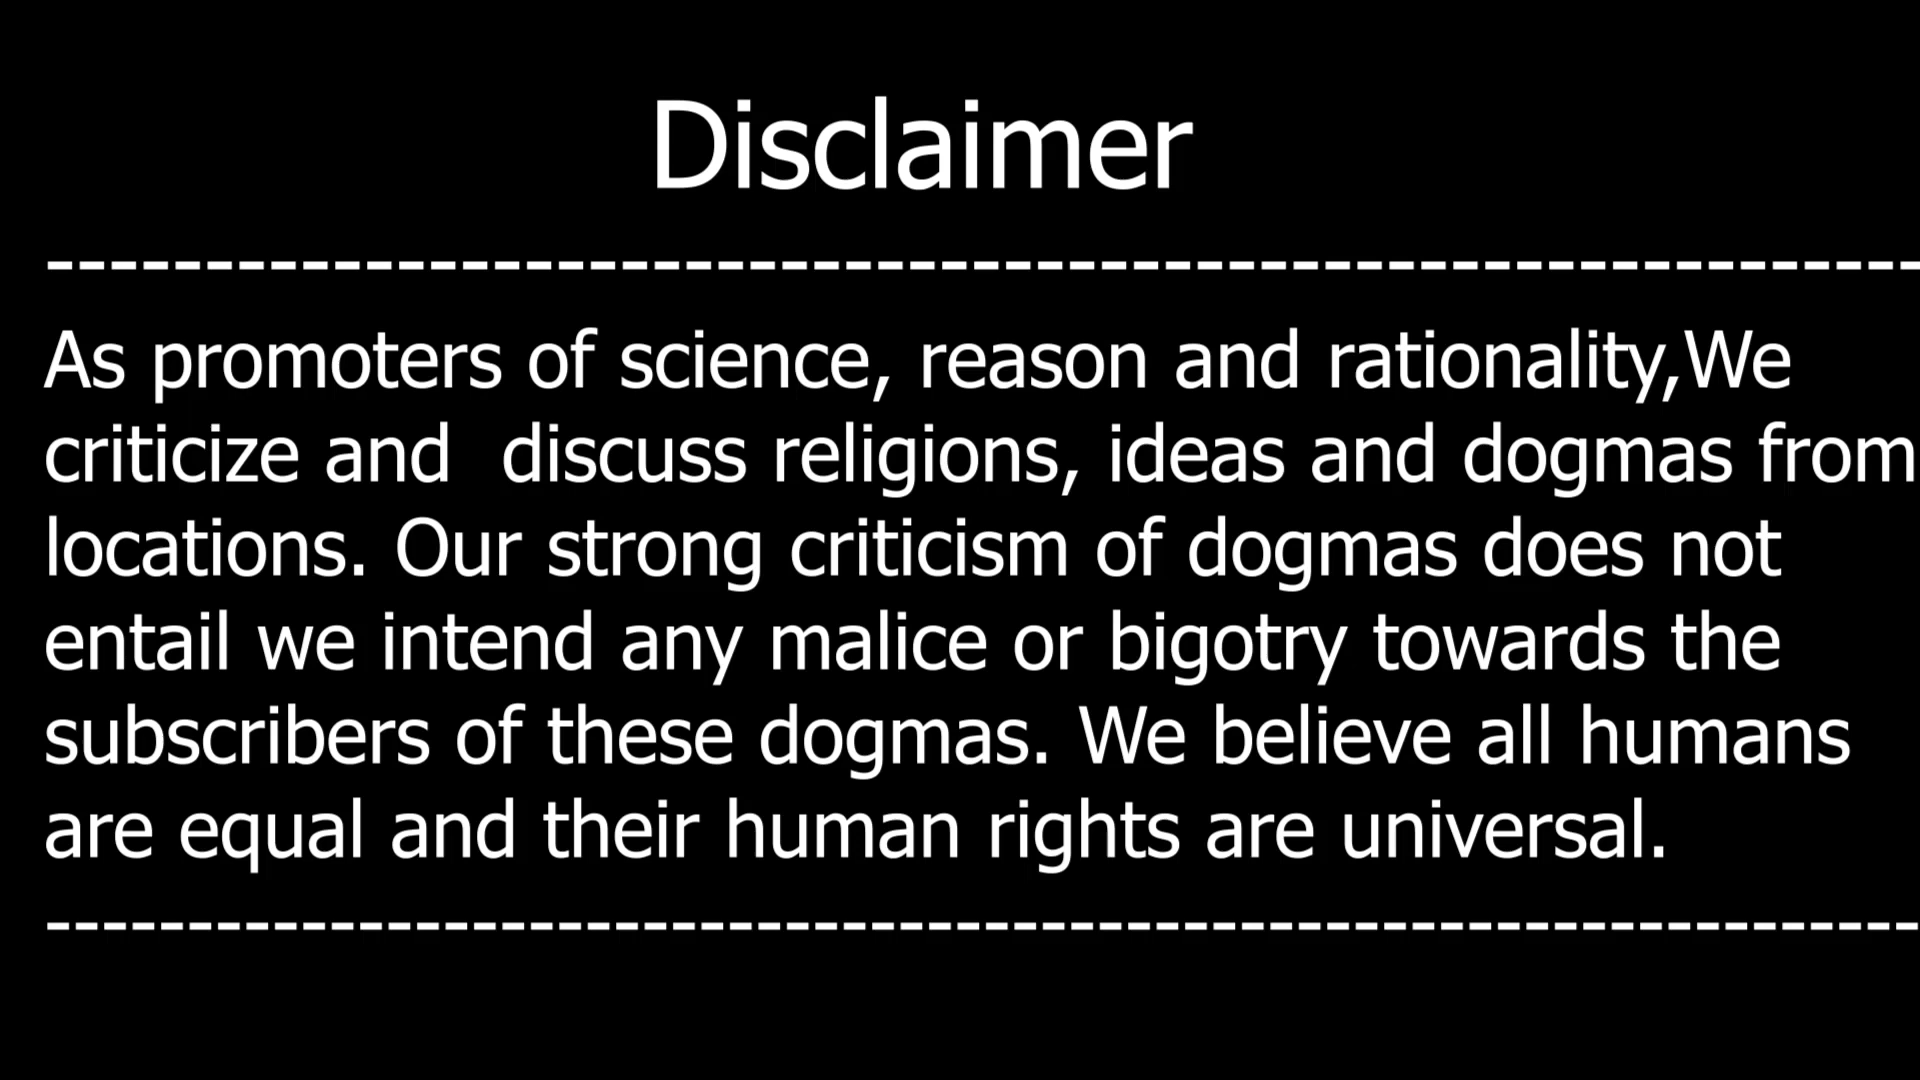 Disclaimer
-----------------------------------------------------------
As promoters of science, reason and rationality,We
criticize and  discuss religions, ideas and dogmas from
locations. Our strong criticism of dogmas does not
entail we intend any malice or bigotry towards the
subscribers of these dogmas. We believe all humans
are equal and their human rights are universal.
------------------------------------------------------------------